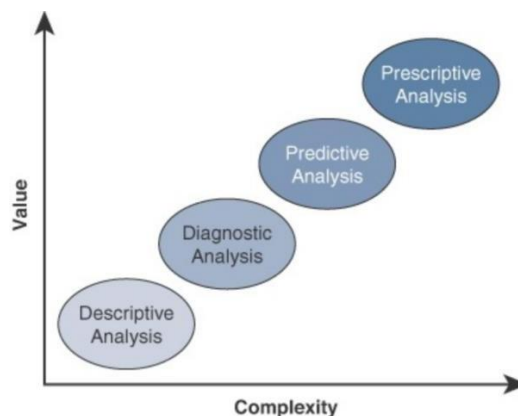 Prescriptive
Analysis
Predictive
Analysis
Diagnostic
Analysis
Descriptive
Analysis
Value
Complexity